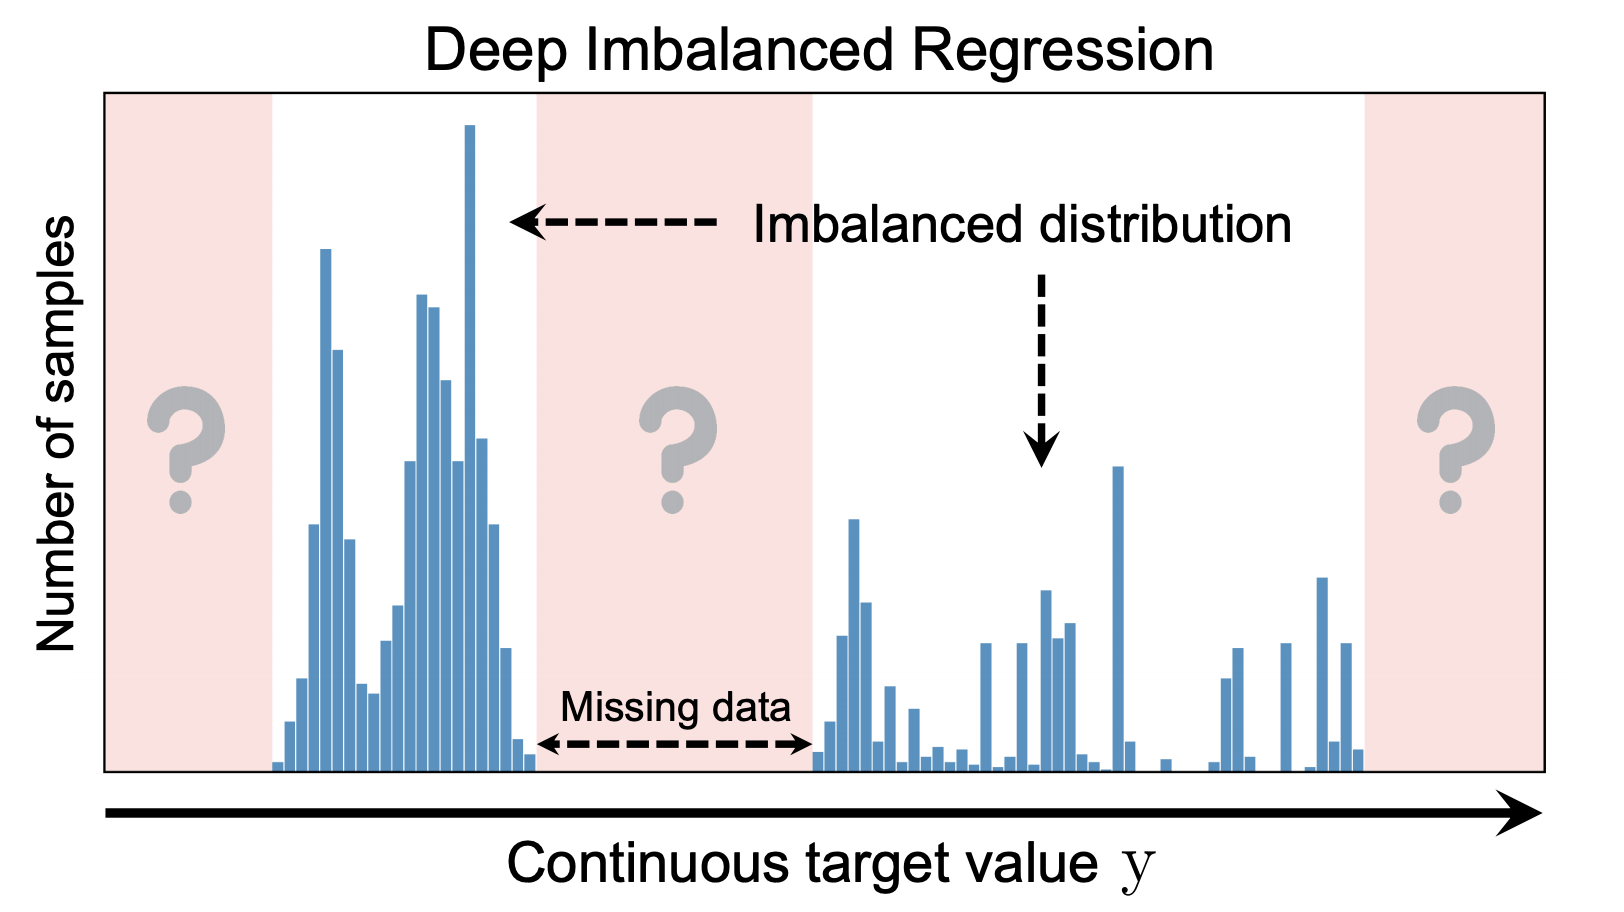 Deep Imbalanced Regression
Number of samples
Imbalanced distribution
?
?
?
Missing data
Continuous target value y